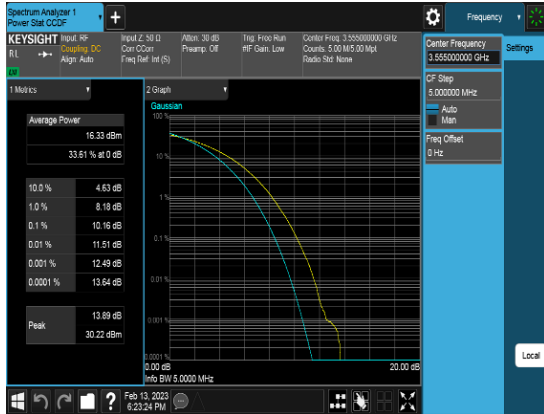 Spectrum Analyzer 1
Power Stat CCDF
Frequency
KEYSIGHT
Input: RF
Coupling: DC
Align: Auto
Input Z: 50 Ω
Corr CCorr
Freq Ref: Int (S)
Atten: 30 dB
Preamp: Off
Trig: Free Run
#IF Gain: Low
Center Freq: 3.555000000 GHz
Counts: 5.00 M/5.00 Mpt
Radio Std: None
RL
Center Frequency
3.555000000 GHz
Settings
CF Step
5.000000 MHz
Auto
Man
Freq Offset
0 Hz
Local
1 Metrics
Average Power
16.33 dBm
33.61 % at 0 dB
10.0 % 4.63 dB
1.0 % 8.18 dB
0.1 % 10.16 dB
0.01 % 11.51 dB
0.001 % 12.49 dB
0.0001 % 13.64 dB
Peak
13.89 dB
30.22 dBm
2 Graph
Gaussian
100 %
10 %
1 %
0.1 %
0.01 %
0.001 %
0.0001 %
0.00 dB
20.00 dB
Info BW 5.0000 MHz
Feb 13, 2023
6:23:24 PM